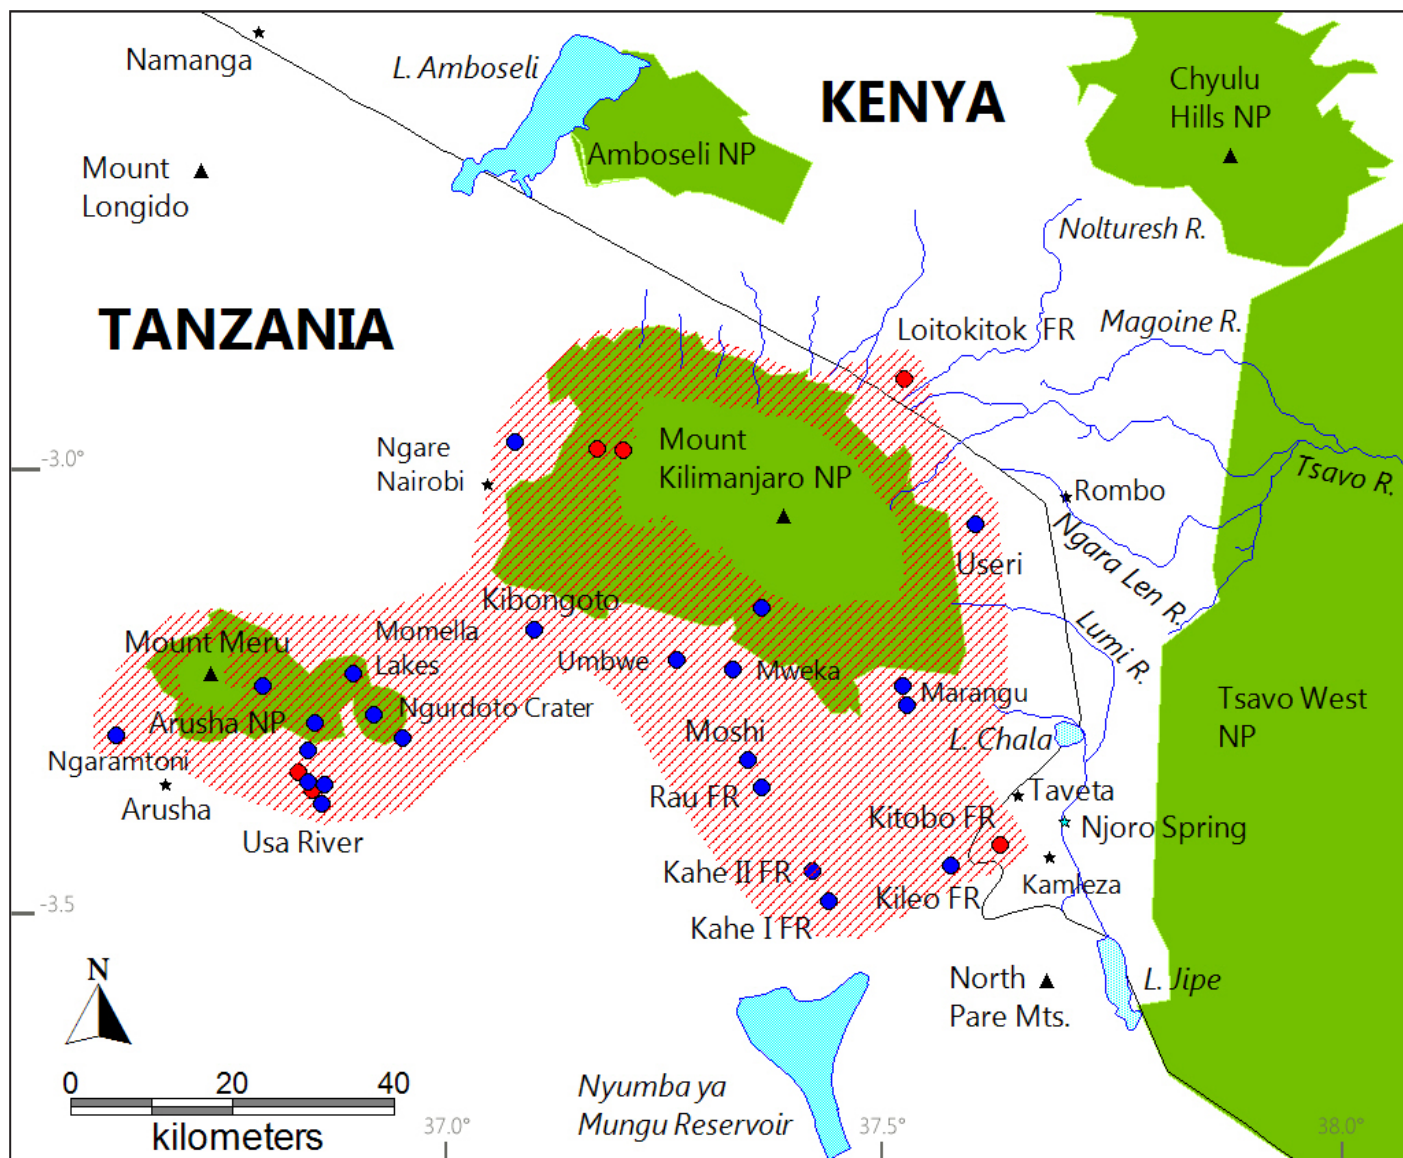 Namanga
L. Amboseli
KENYA
Chyulu
Hills NP
Amboseli NP
Mount
Longido
Nolturesh R.
TANZANIA
Loitokitok FR
Magoine R.
Ngare
Nairobi
Mount
Kilimanjaro NP
-3.0°
Tsavo R.
Rombo
Ngara Len R.
Useri
Kibongoto
Lumi R.
Mount Meru
Momella
Lakes
Umbwe
Mweka
Marangu
Tsavo West
NP
Arusha NP
Ngurdoto Crater
Moshi
L. Chala
Ngaramtoni
Arusha
Rau FR
Taveta
Kitobo FR
Njoro Spring
Usa River
Kahe II FR
Kamleza
Kileo FR
-3.5
Kahe I FR
N
North
Pare Mts.
L. Jipe
0 20 40
kilometers
Nyumba ya
Mungu Reservoir
37.0°
37.5°
38.0°